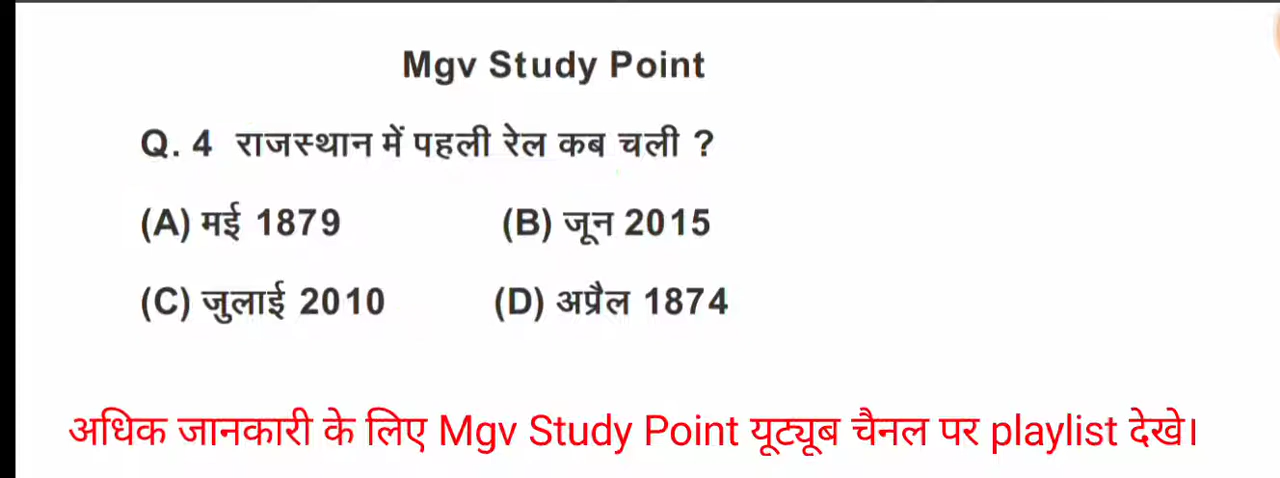 Mgv Study Point
Q. 4 राजस्थान में पहली रेल कब चली ?
(A) मई 1879 (B) जून 2015
(C) जुलाई 2010 (D) अप्रैल 1874
अधिक जानकारी के लिए Mgv Study Point यूट्यूब चैनल पर playlist देखे।